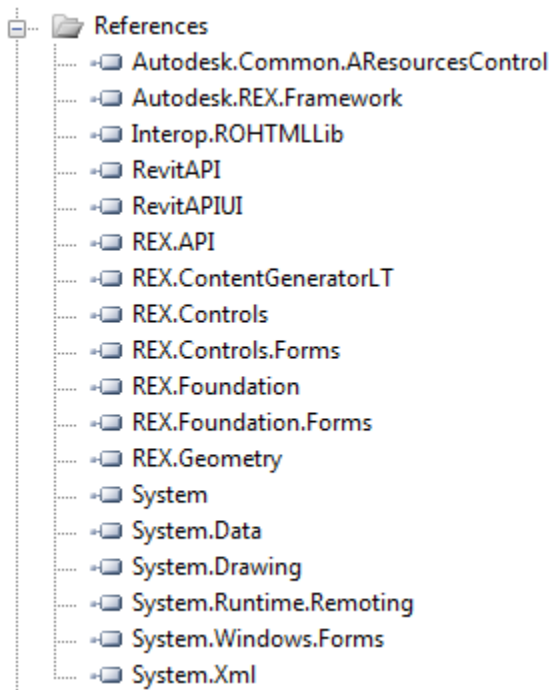 References
Autodesk.Common.AResourcesControl
Autodesk.REX.Framework
Interop.ROHTMLLib
RevitAPI
RevitAPIUI
REX.API
REX.ContentGeneratorLT
REX.Controls
REX.Controls.Forms
REX.Foundation
REX.Foundation.Forms
REX.Geometry
System
System.Data
System.Drawing
System.Runtime.Remoting
System.Windows.Forms
System.Xml